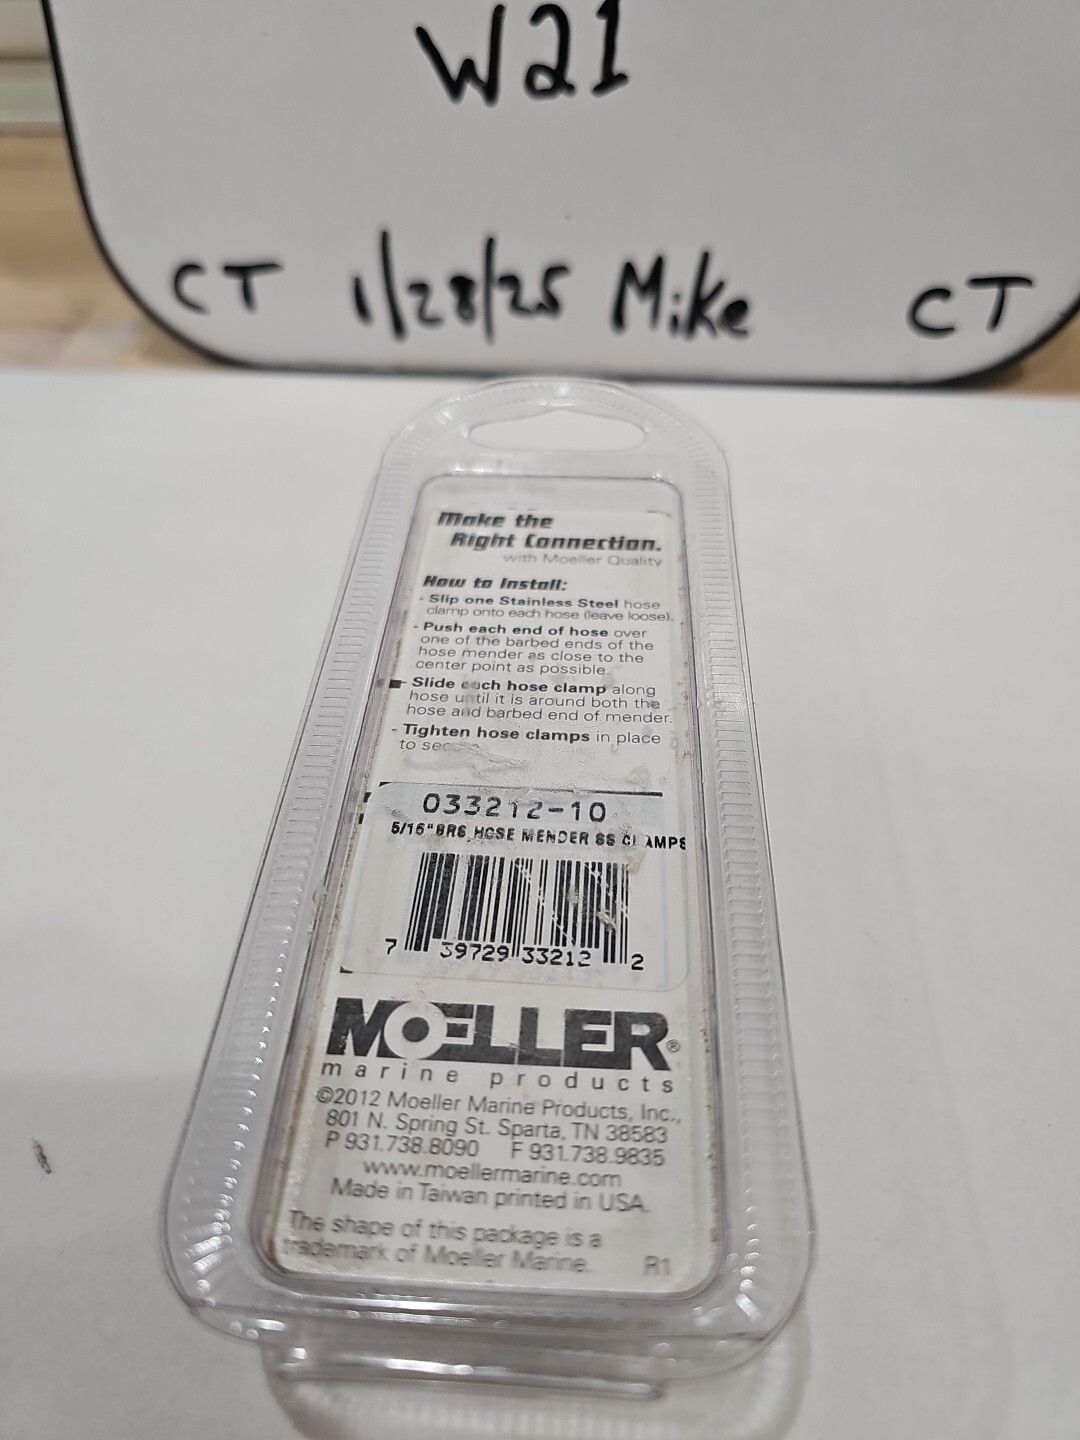 W21
CT 1/28/25 Mike CT
Make the
Right Connection.
with Moeller Quality
How to Install:
- Slip one Stainless Steel hose
clamp onto each hose (leave loose).
- Push each end of hose over
one of the barbed ends of the
hose mender as close to the
center point as possible.
- Slide each hose clamp along
hose until it is around both the
hose and barbed end of mender.
- Tighten hose clamps in place
to
033212-10
5/16" BRS HOSE MENDER SS CLAMPS
7 39729 33212 2
MOELLER®
marine products
©2012 Moeller Marine Products, Inc.,
801 N. Spring St. Sparta, TN 38583
P 931.738.8090 F 931.738.9835
www.moellermarine.com
Made in Taiwan printed in USA.
The shape of this package is a
trademark of Moeller Marine. R1